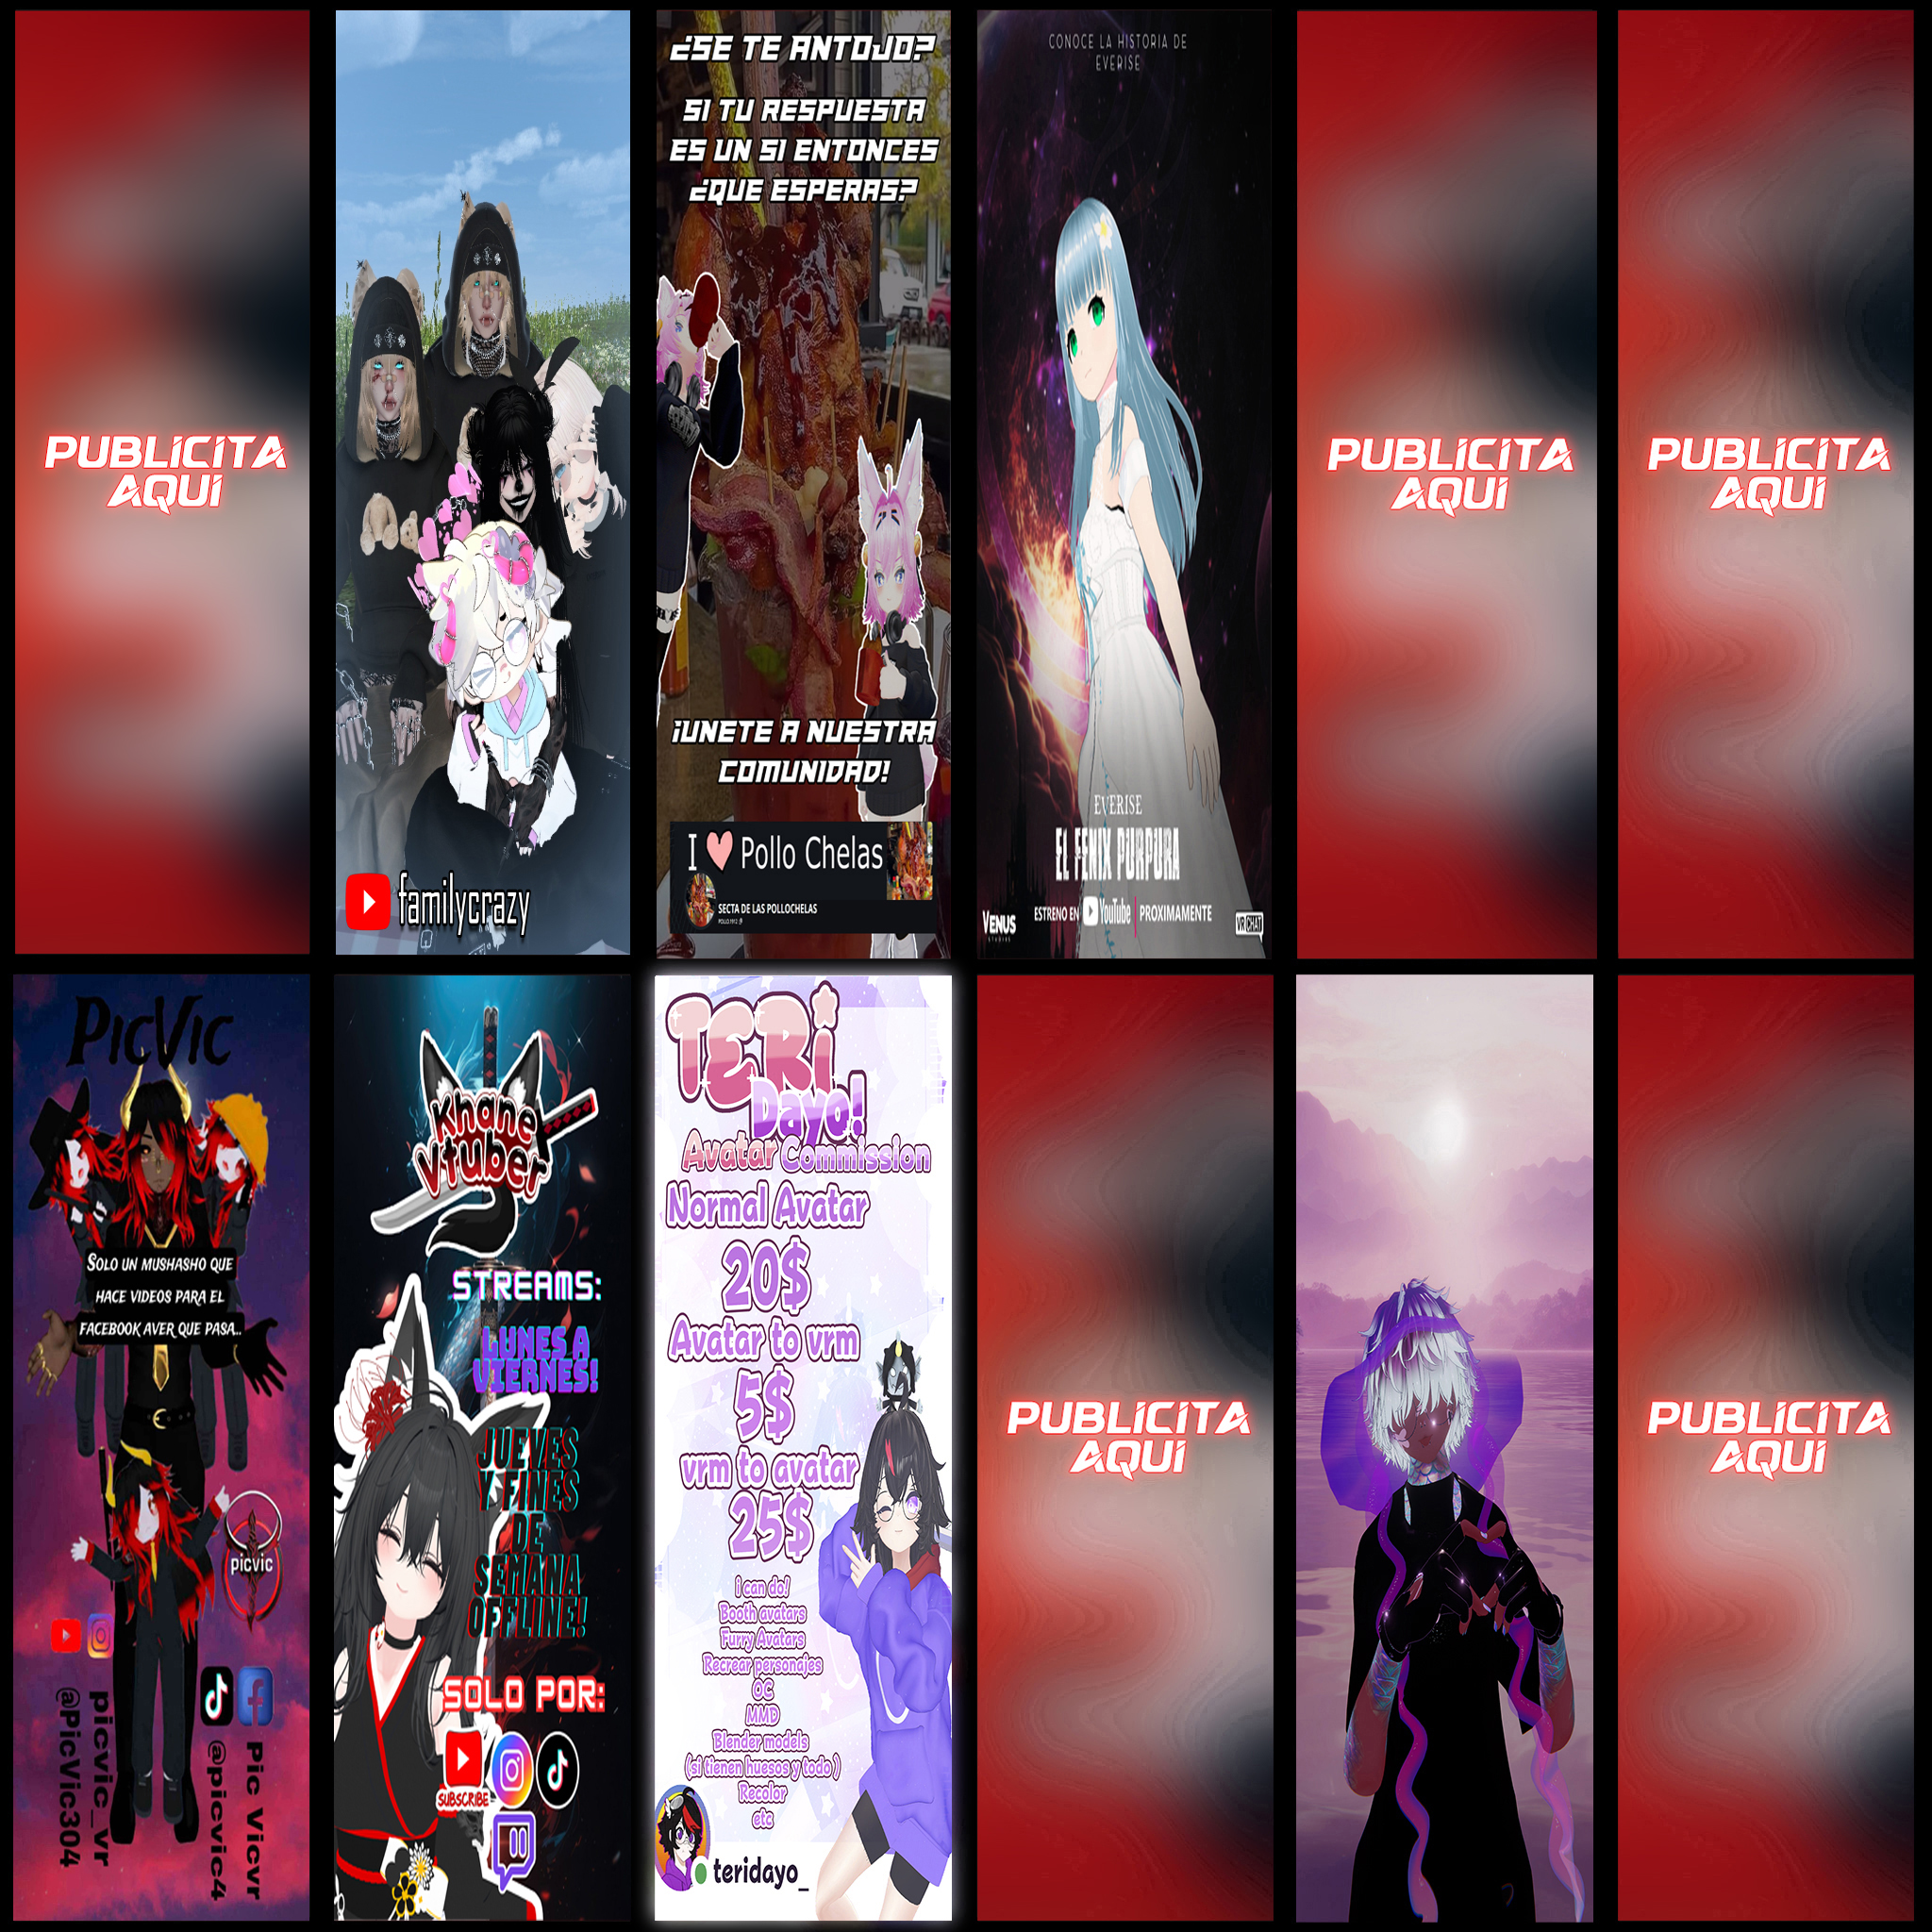 PUBLICITA
AQUI
familycrazy
¿SE TE ANTOJO?
SI TU RESPUESTA
ES UN SI ENTONCES
¿QUE ESPERAS?
¡UNETE A NUESTRA
COMUNIDAD!
I ❤ Pollo Chelas
SECTA DE LAS POLLOCHELAS
CONOCE LA HISTORIA DE
EVERISE
EVERISE
EL FENIX PURPURA
VENUS
STUDIOS
ESTRENO EN YouTube | PROXIMAMENTE
VRCHAT
PUBLICITA
AQUI
PUBLICITA
AQUI
PICVIC
SOLO UN MUSHASHO QUE
HACE VIDEOS PARA EL
FACEBOOK AVER QUE PASA...
picvic
@PicVic304
picvic_vr
@picvic4
Pic Vicvr
Khane
Vtuber
STREAMS:
LUNES A
VIERNES!
JUEVES
Y FINES
DE
SEMANA
OFFLINE!
SOLO POR:
SUBSCRIBE
TERI
Dayo!
Avatar Commission
Normal Avatar
20$
Avatar to vrm
5$
vrm to avatar
25$
i can do!
Booth avatars
Furry Avatars
Recrear personajes
OC
MMD
Blender models
(si tienen huesos y todo )
Recolor
etc
teridayo_
PUBLICITA
AQUI
PUBLICITA
AQUI